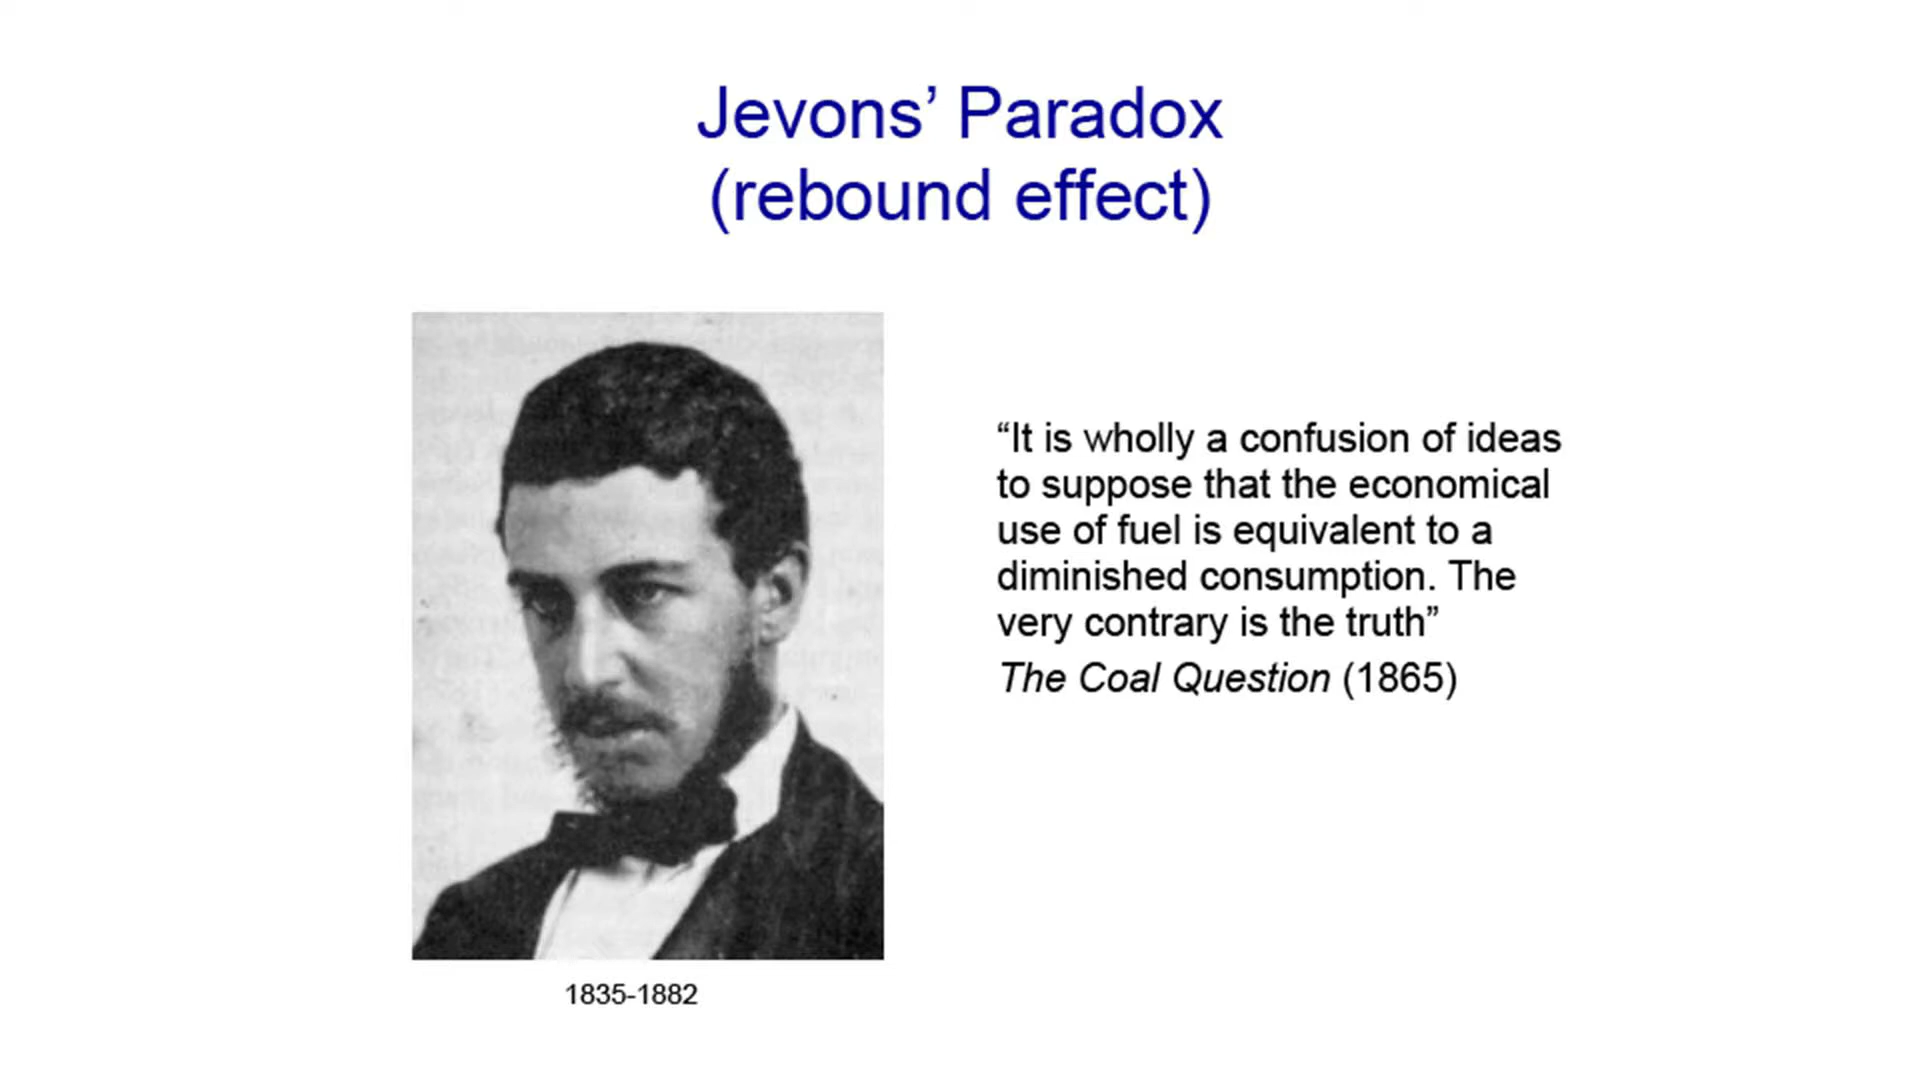 Jevons’ Paradox
(rebound effect)
“It is wholly a confusion of ideas
to suppose that the economical
use of fuel is equivalent to a
diminished consumption. The
very contrary is the truth”
The Coal Question (1865)
1835-1882